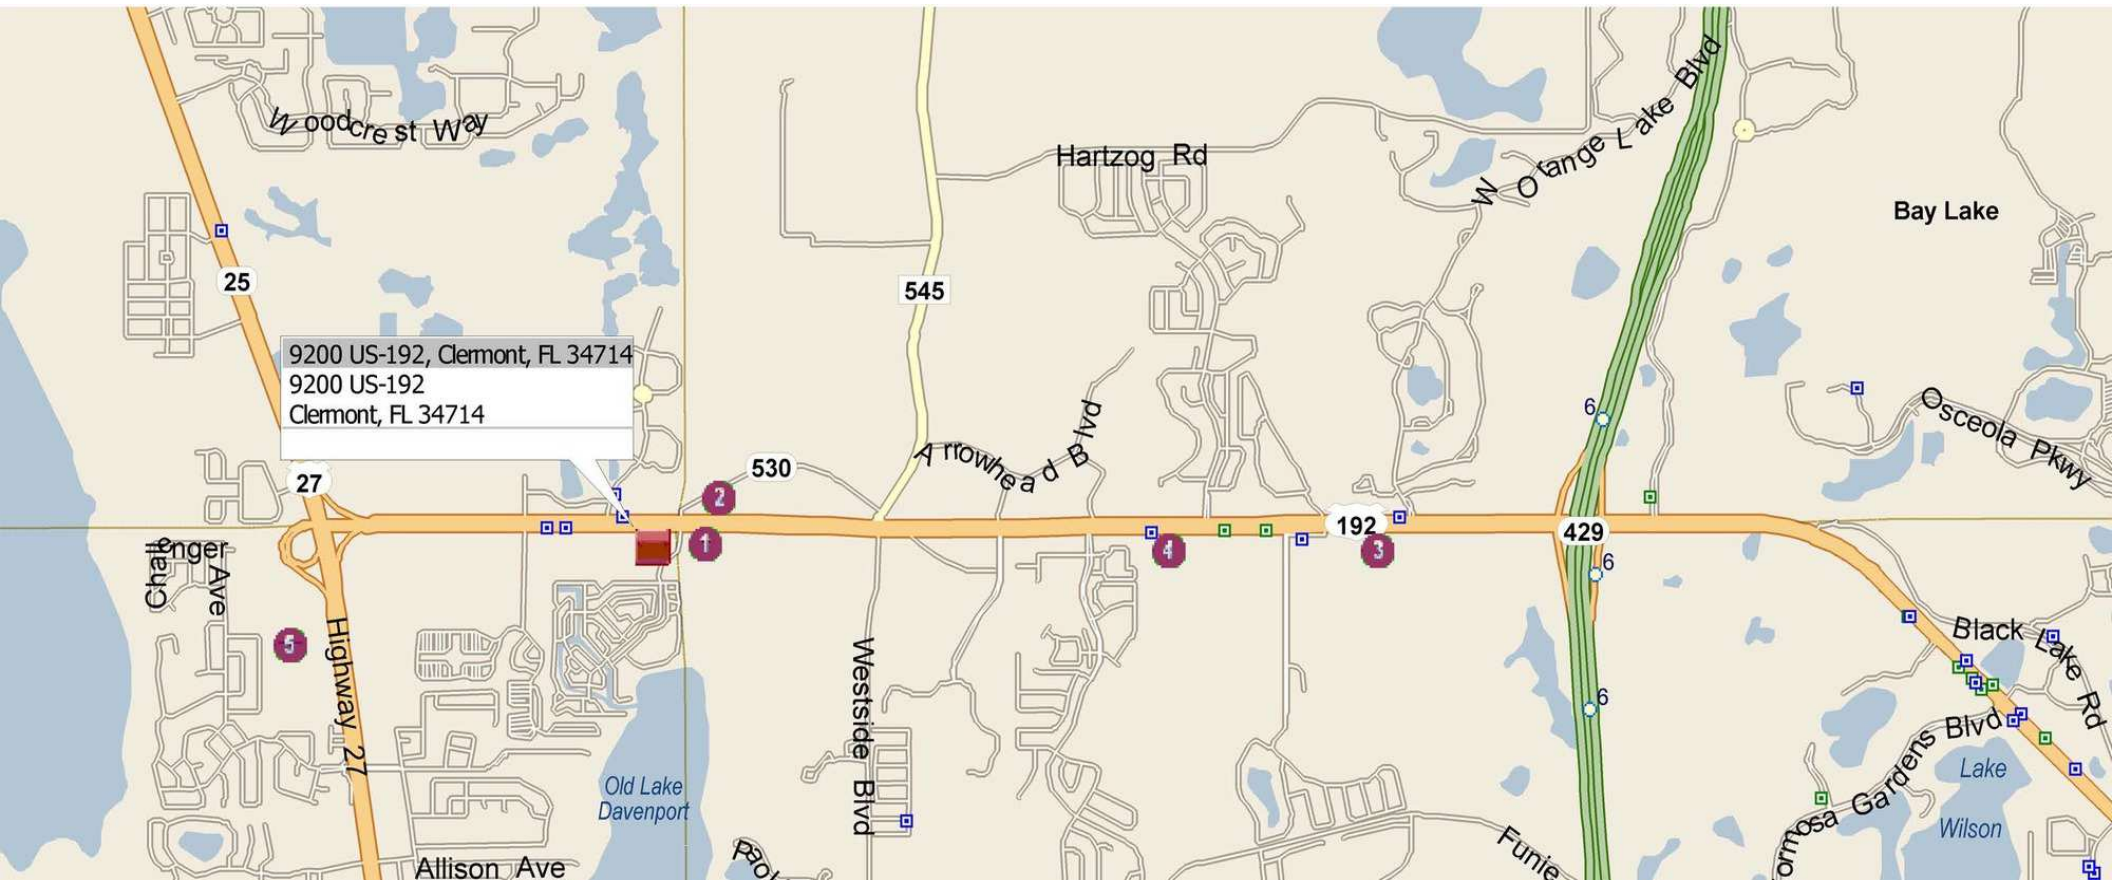 Woodcrest Way
Hartzog Rd
W Orange Lake Blvd
Bay Lake
25
545
9200 US-192, Clermont, FL 34714
9200 US-192
Clermont, FL 34714
6
Osceola Pkwy
Arrowhead Blvd
530
27
2
192
429
1
4
3
6
Challenger Ave
5
Highway 27
Westside Blvd
Black Lake Rd
6
Old Lake
Davenport
Formosa Gardens Blvd
Lake
Wilson
Funie
Allison Ave